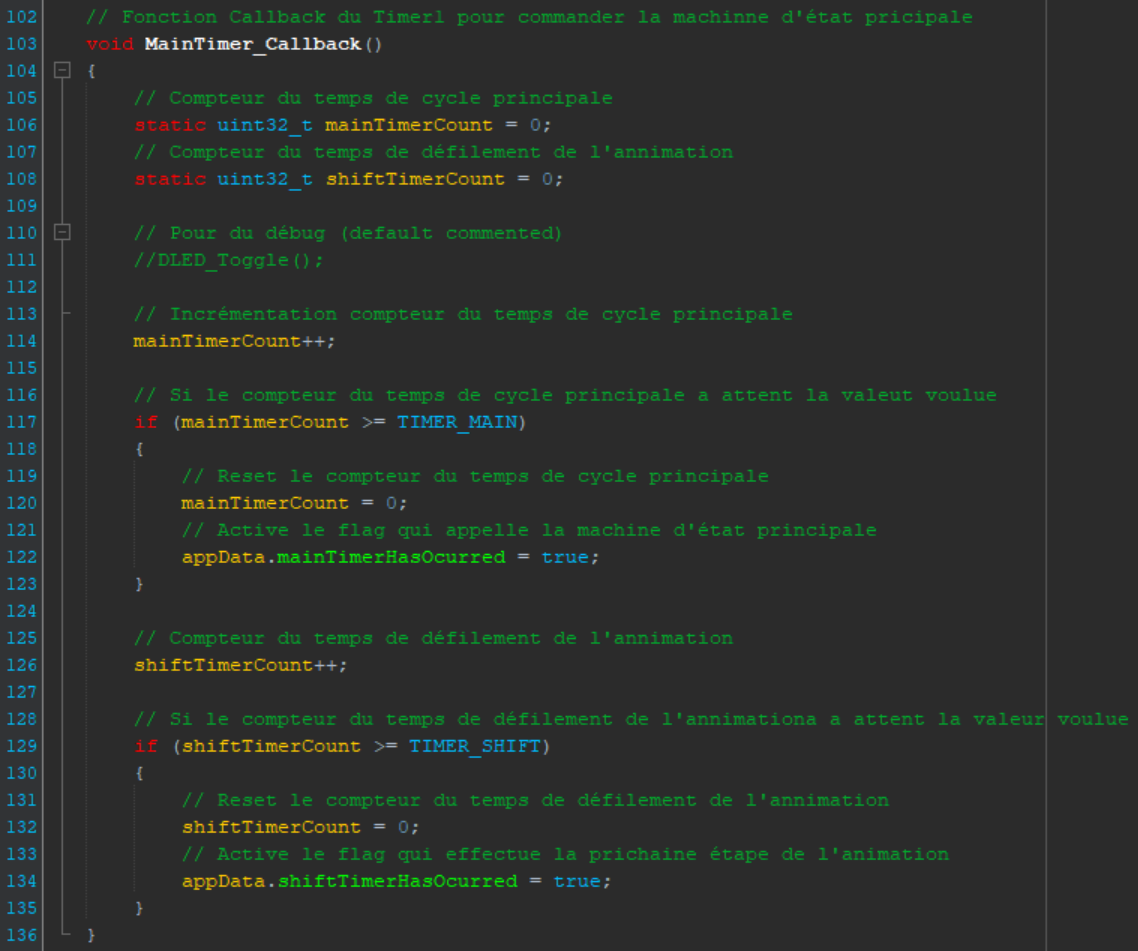 102 // Fonction Callback du Timer1 pour commander la machinne d'état pricipale
103 void MainTimer_Callback()
104 {
105 // Compteur du temps de cycle principale
106 static uint32_t mainTimerCount = 0;
107 // Compteur du temps de défilement de l'annimation
108 static uint32_t shiftTimerCount = 0;
109
110 // Pour du débug (default commented)
111 //DLED_Toggle();
112
113 // Incrémentation compteur du temps de cycle principale
114 mainTimerCount++;
115
116 // Si le compteur du temps de cycle principale a attent la valeut voulue
117 if (mainTimerCount >= TIMER_MAIN)
118 {
119 // Reset le compteur du temps de cycle principale
120 mainTimerCount = 0;
121 // Active le flag qui appelle la machine d'état principale
122 appData.mainTimerHasOcurred = true;
123 }
124
125 // Compteur du temps de défilement de l'annimation
126 shiftTimerCount++;
127
128 // Si le compteur du temps de défilement de l'annimationa a attent la valeur voulue
129 if (shiftTimerCount >= TIMER_SHIFT)
130 {
131 // Reset le compteur du temps de défilement de l'annimation
132 shiftTimerCount = 0;
133 // Active le flag qui effectue la prichaine étape de l'animation
134 appData.shiftTimerHasOcurred = true;
135 }
136 }